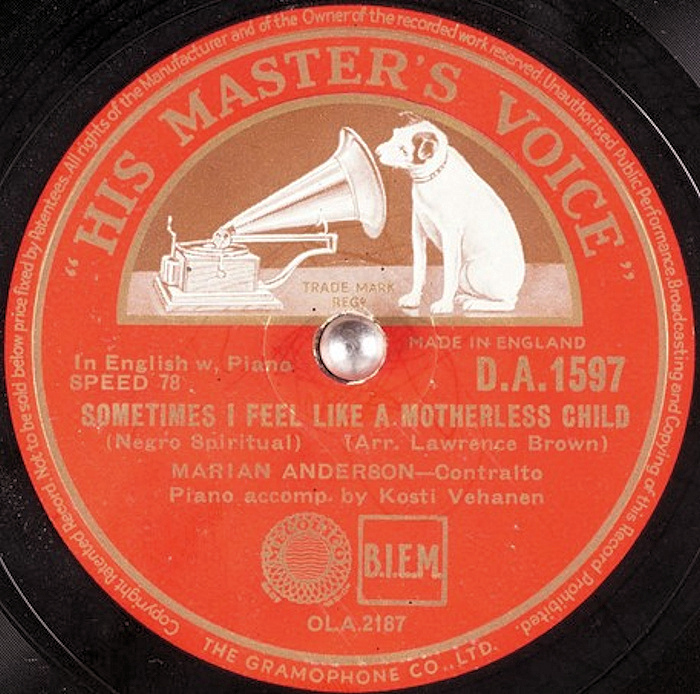 Copyright Patented Record Not to be sold below price fixed by Patentees. All rights of the Manufacturer and of the Owner of the recorded work reserved. Unauthorised Public Performance, Broadcasting and Copying of this Record Prohibited.
"HIS MASTER'S VOICE"
TRADE MARK
REGD
MADE IN ENGLAND
In English w, Piano
SPEED 78
D.A.1597
SOMETIMES I FEEL LIKE A MOTHERLESS CHILD
(Negro Spiritual) (Arr. Lawrence Brown)
MARIAN ANDERSON—Contralto
Piano accomp. by Kosti Vehanen
B.I.E.M.
OLA.2187
THE GRAMOPHONE CO., LTD.